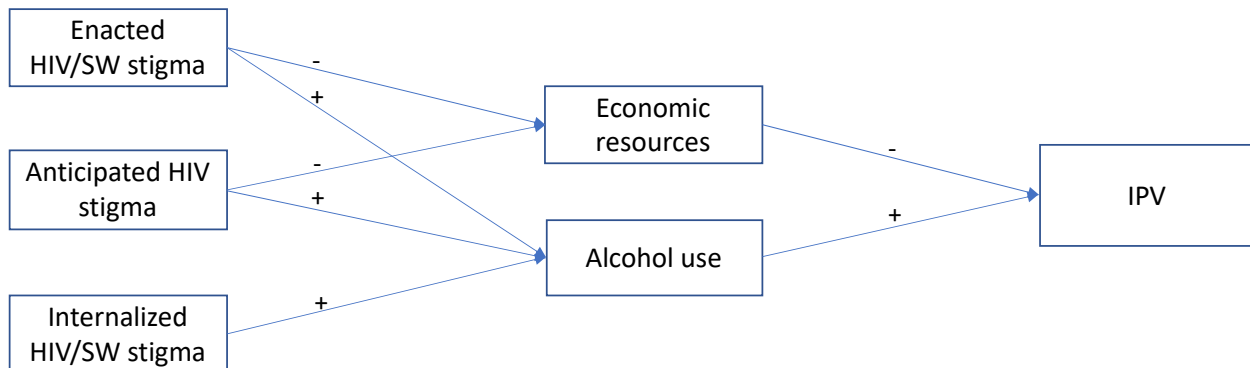 Enacted
HIV/SW stigma
-
+
Economic
resources
-
Anticipated HIV
stigma
-
+
IPV
+
Alcohol use
Internalized
HIV/SW stigma
+